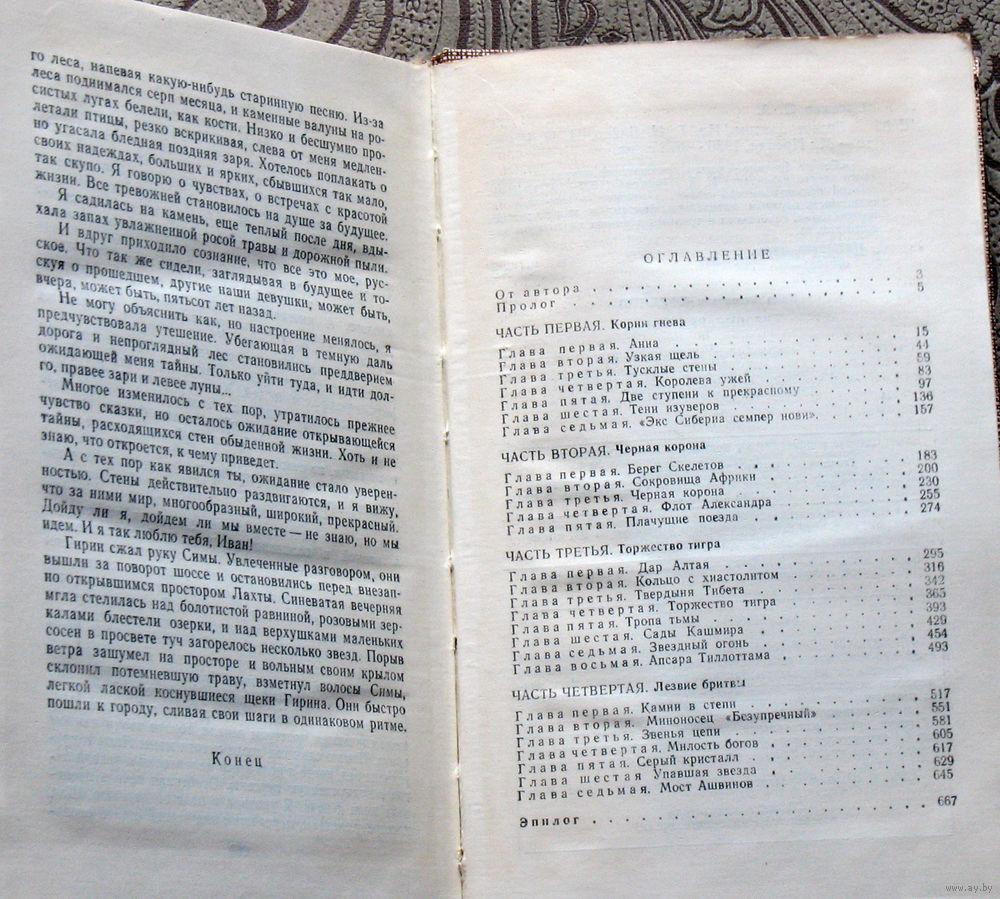 го леса, напевая какую-нибудь старинную песню. Из-за
леса поднимался серп месяца, и каменные валуны на ро-
систых лугах белели, как кости. Низко и бесшумно про-
летали птицы, резко вскрикивая, слева от меня медлен-
но угасала бледная поздняя заря. Хотелось поплакать о
своих надеждах, больших и ярких, сбывшихся так мало,
так скупо. Я говорю о чувствах, о встречах с красотой
жизни. Все тревожней становилось на душе за будущее.
Я садилась на камень, еще теплый после дня, вды-
хала запах увлажненной росой травы и дорожной пыли.
И вдруг приходило сознание, что все это мое, рус-
ское. Что так же сидели, заглядывая в будущее и то-
скуя о прошедшем, другие наши девушки, может быть,
вчера, может быть, пятьсот лет назад.
Не могу объяснить как, но настроение менялось, я
предчувствовала утешение. Убегающая в темную даль
дорога и непроглядный лес становились преддверием
ожидающей меня тайны. Только уйти туда, и идти дол-
го, правее зари и левее луны...
Многое изменилось с тех пор, утратилось прежнее
чувство сказки, но осталось ожидание открывающейся
тайны, расходящихся стен обыденной жизни. Хоть и не
знаю, что откроется, к чему приведет.
А с тех пор как явился ты, ожидание стало уверен-
ностью. Стены действительно раздвигаются, и я вижу,
что за ними мир, многообразный, широкий, прекрасный.
Дойду ли я, дойдем ли мы вместе — не знаю, но мы
идем. И я так люблю тебя, Иван!
Гирин сжал руку Симы. Увлеченные разговором, они
вышли за поворот шоссе и остановились перед внезап-
но открывшимся простором Лахты. Синеватая вечерняя
мгла стелилась над болотистой равниной, розовыми зер-
калами блестели озерки, и над верхушками маленьких
сосен в просвете туч загорелось несколько звезд. Порыв
ветра зашумел на просторе и вольным своим крылом
склонил потемневшую траву, взметнул волосы Симы,
легкой лаской коснувшиеся щеки Гирина. Они быстро
пошли к городу, сливая свои шаги в одинаковом ритме.
Конец
ОГЛАВЛЕНИЕ
От автора 3
Пролог 5
ЧАСТЬ ПЕРВАЯ. Корни гнева
Глава первая. Анна 15
Глава вторая. Узкая щель 44
Глава третья. Тусклые стены 59
Глава четвертая. Королева ужей 83
Глава пятая. Две ступени к прекрасному 97
Глава шестая. Тени изуверов 136
Глава седьмая. «Экс Сибериа семпер нови». 157
ЧАСТЬ ВТОРАЯ. Черная корона
Глава первая. Берег Скелетов 183
Глава вторая. Сокровища Африки 200
Глава третья. Черная корона 230
Глава четвертая. Флот Александра 255
Глава пятая. Плачущие поезда 274
ЧАСТЬ ТРЕТЬЯ. Торжество тигра
Глава первая. Дар Алтая 295
Глава вторая. Кольцо с хиастолитом 316
Глава третья. Твердыня Тибета 342
Глава четвертая. Торжество тигра 365
Глава пятая. Тропа тьмы 393
Глава шестая. Сады Кашмира 429
Глава седьмая. Звездный огонь 454
Глава восьмая. Апсара Тиллоттама 493
ЧАСТЬ ЧЕТВЕРТАЯ. Лезвие бритвы
Глава первая. Камни в степи 517
Глава вторая. Миноносец «Безупречный» 551
Глава третья. Звенья цепи 581
Глава четвертая. Милость богов 605
Глава пятая. Серый кристалл 617
Глава шестая Упавшая звезда 629
Глава седьмая. Мост Ашвинов 645
Эпилог 667
www.ay.by